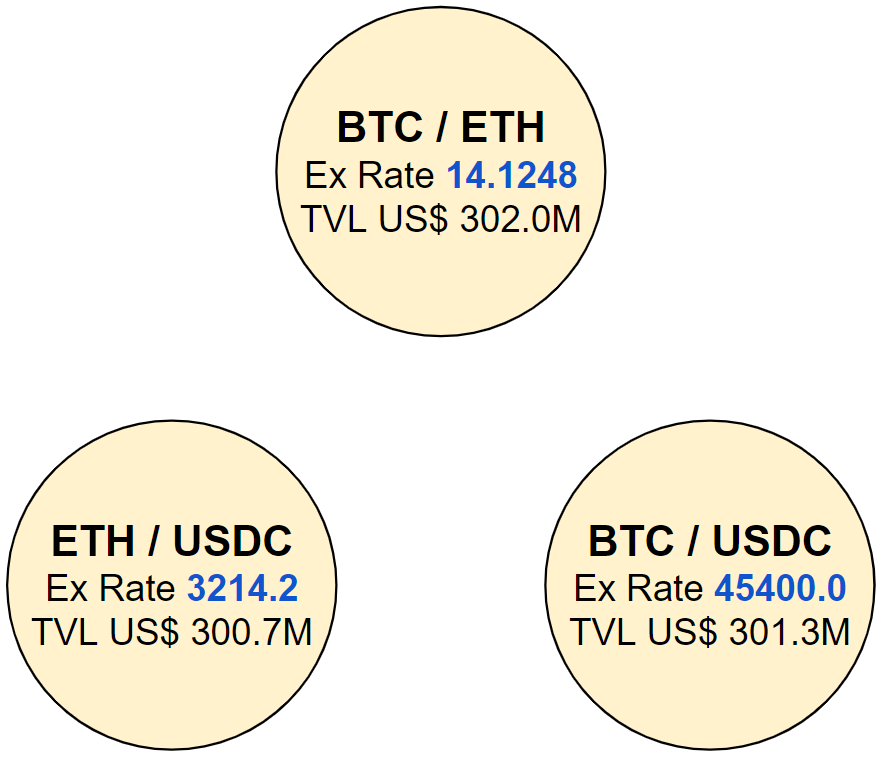 BTC / ETH
Ex Rate 14.1248
TVL US$ 302.0M
ETH / USDC
Ex Rate 3214.2
TVL US$ 300.7M
BTC / USDC
Ex Rate 45400.0
TVL US$ 301.3M